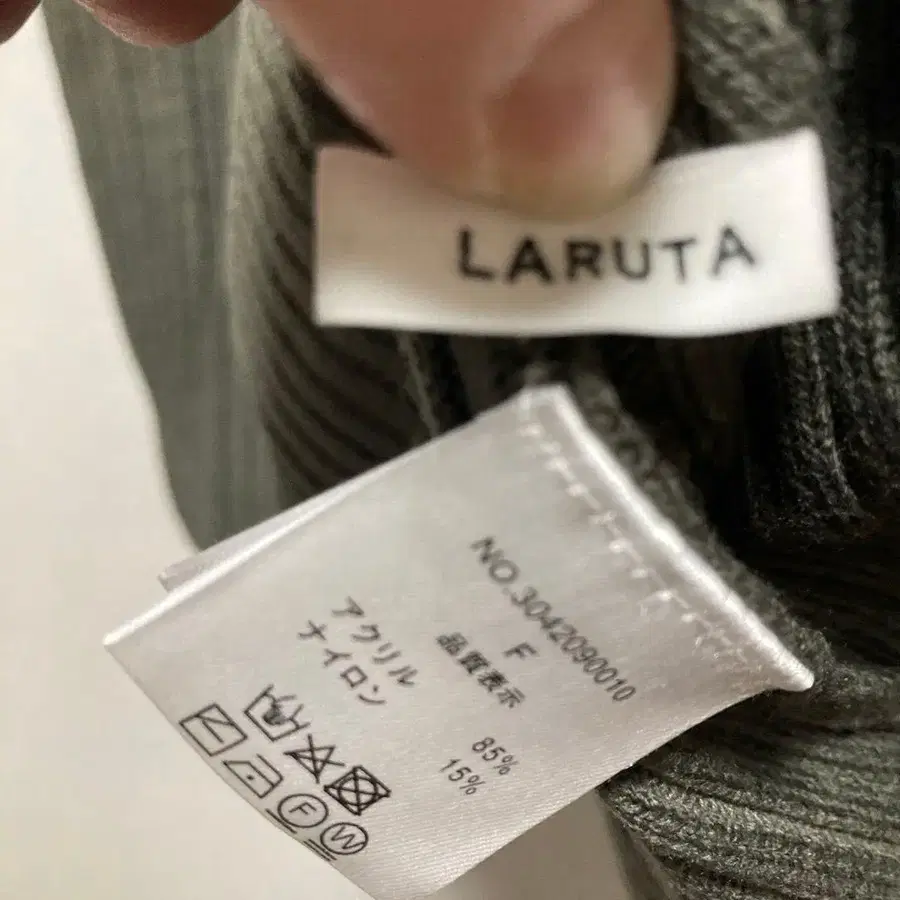 LARUTA
NO.3042090010
F
品質表示
アクリル 85%
ナイロン 15%
F W